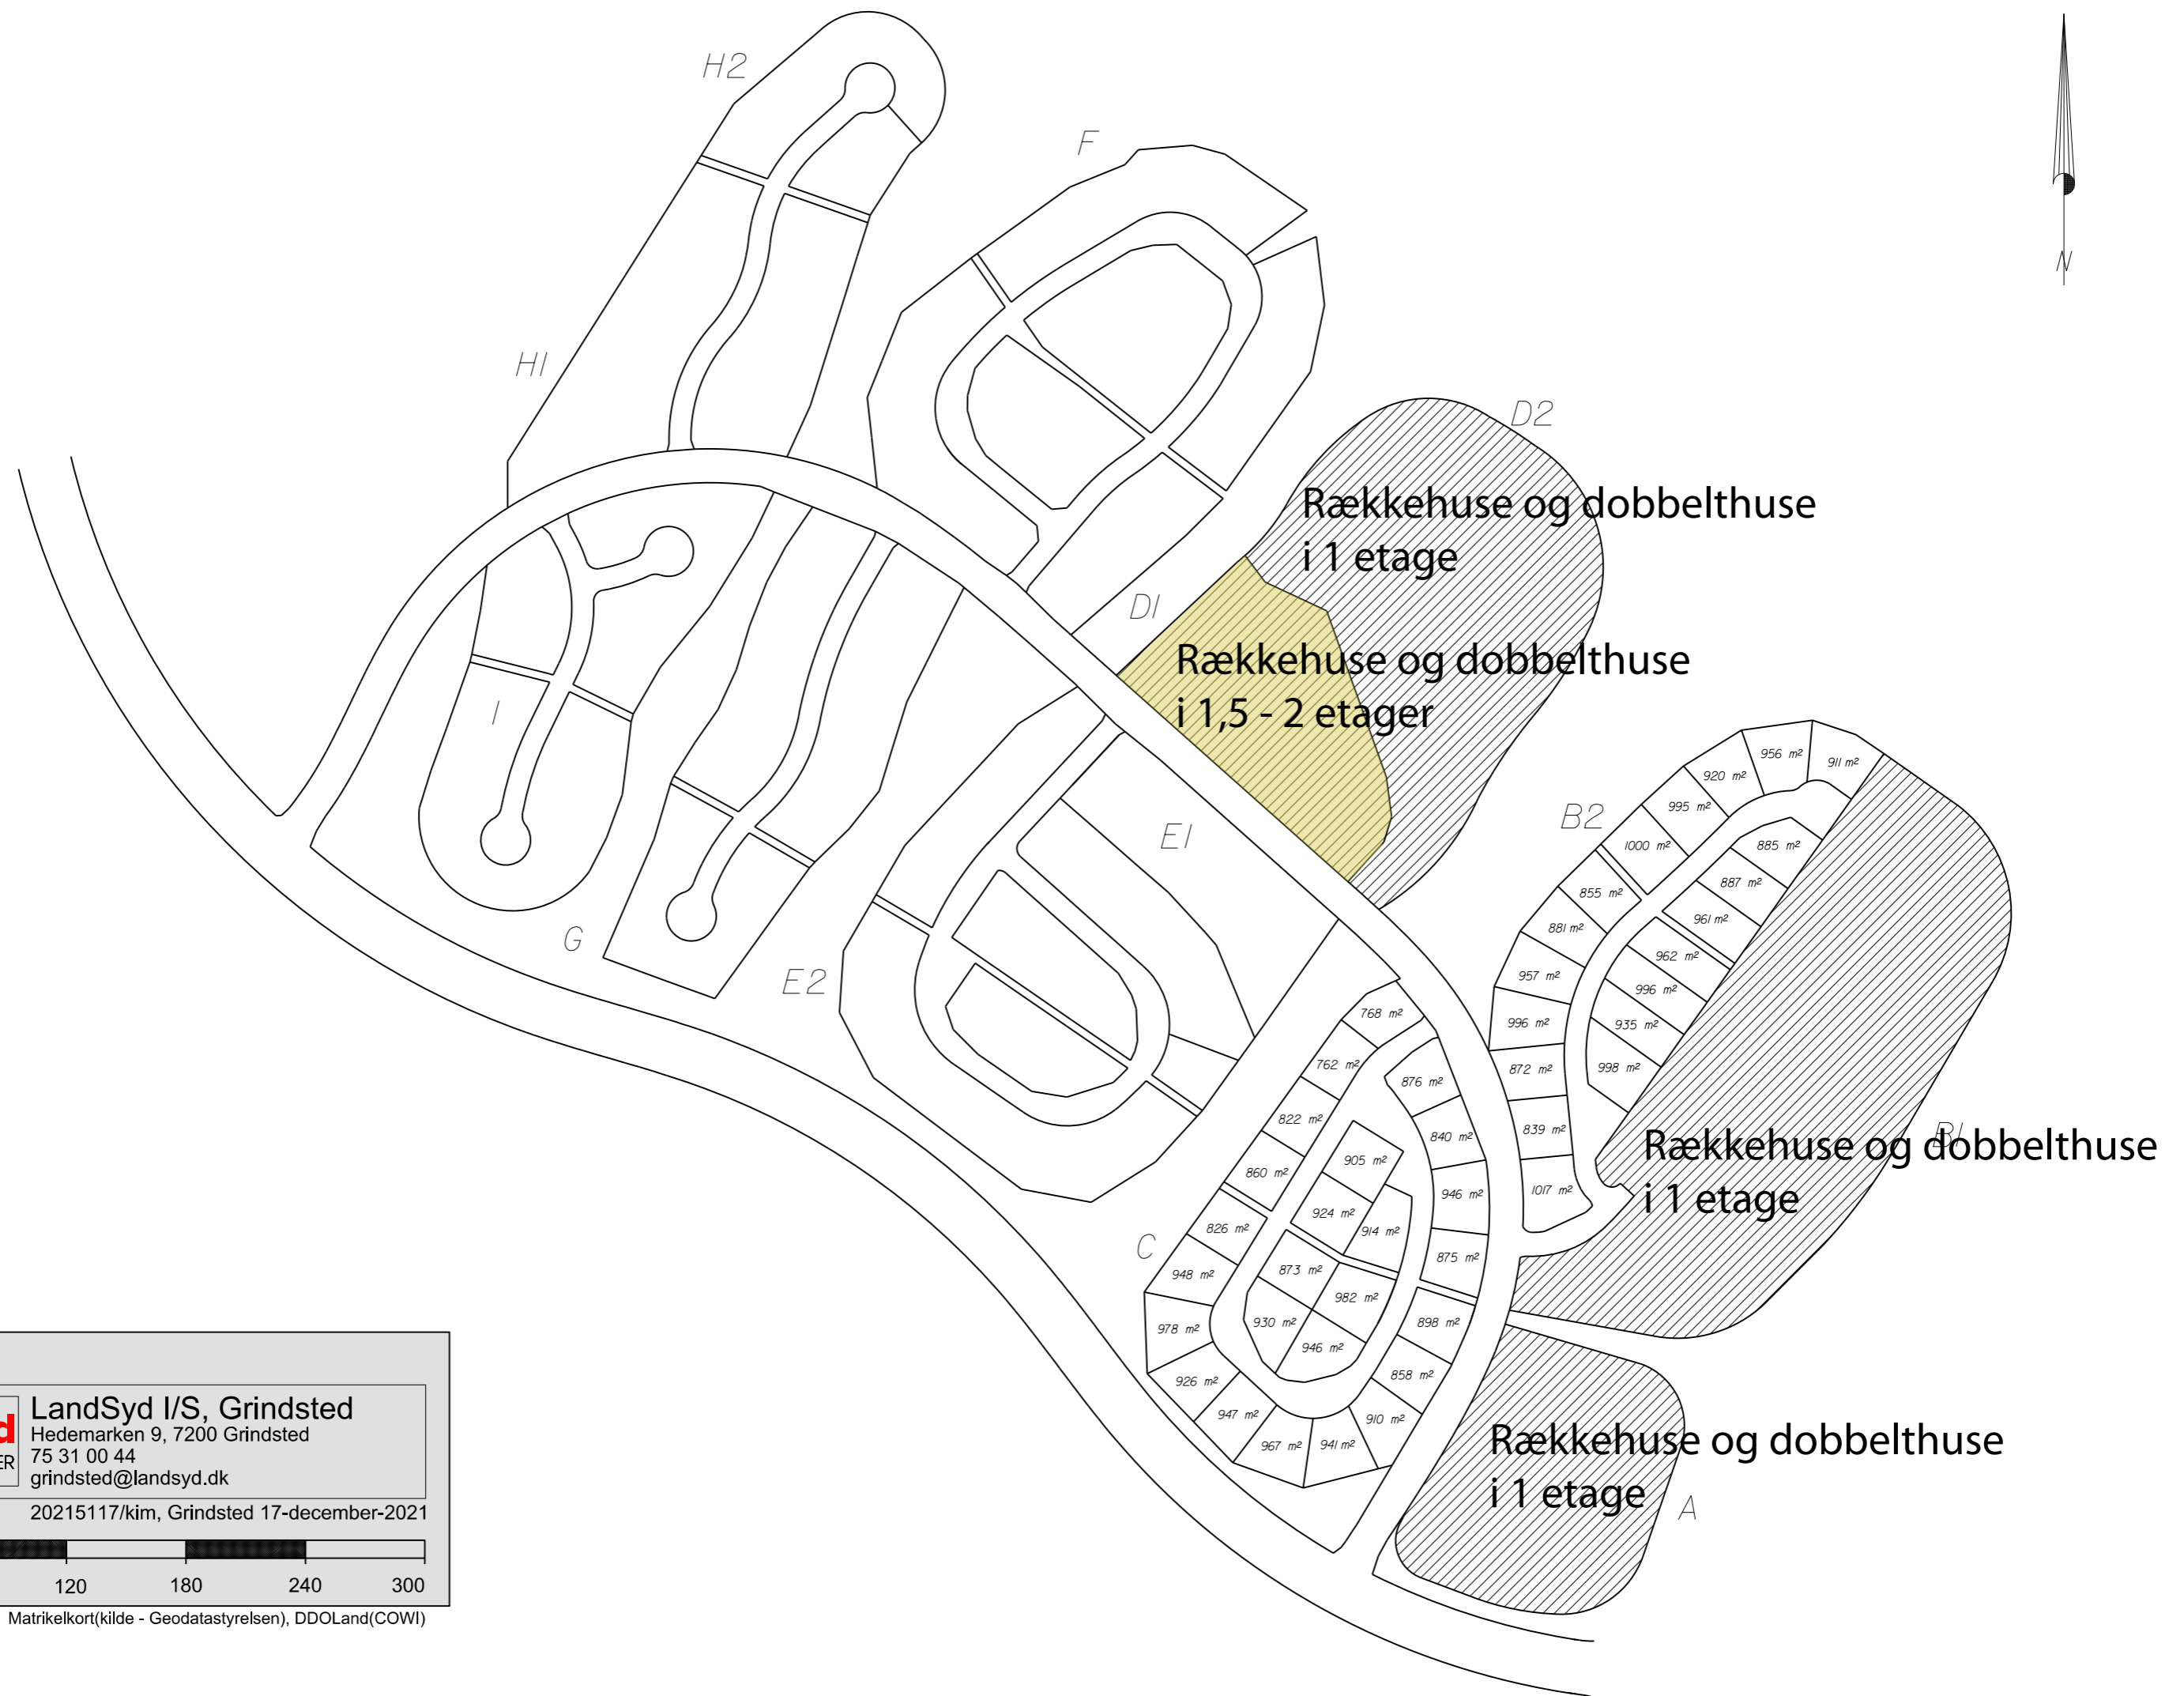 H2
F
N
H1
D2
Rækkehuse og dobbelthuse
i 1 etage
D1
Rækkehuse og dobbelthuse
i 1,5 - 2 etager
I
956 m²
911 m²
920 m²
995 m²
B2
1000 m²
885 m²
E1
887 m²
855 m²
961 m²
881 m²
G
962 m²
E2
957 m²
996 m²
768 m²
996 m²
935 m²
762 m²
872 m²
998 m²
876 m²
822 m²
839 m²
840 m²
B1
Rækkehuse og dobbelthuse
i 1 etage
905 m²
860 m²
946 m²
1017 m²
924 m²
826 m²
914 m²
C
875 m²
948 m²
873 m²
982 m²
978 m²
930 m²
898 m²
946 m²
926 m²
858 m²
947 m²
910 m²
967 m²
941 m²
Rækkehuse og dobbelthuse
i 1 etage
A
d
ER
LandSyd I/S, Grindsted
Hedemarken 9, 7200 Grindsted
75 31 00 44
grindsted@landsyd.dk
20215117/kim, Grindsted 17-december-2021
120 180 240 300
Matrikelkort(kilde - Geodatastyrelsen), DDOLand(COWI)